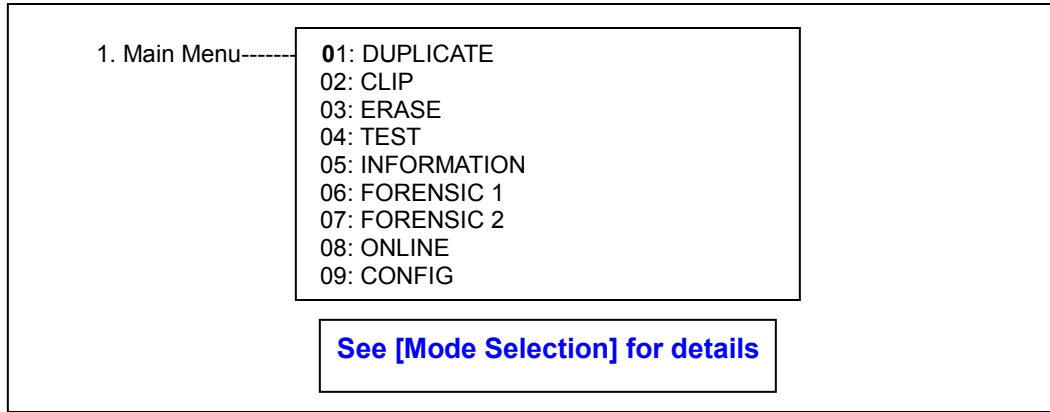 1. Main Menu-------
01: DUPLICATE
02: CLIP
03: ERASE
04: TEST
05: INFORMATION
06: FORENSIC 1
07: FORENSIC 2
08: ONLINE
09: CONFIG
See [Mode Selection] for details